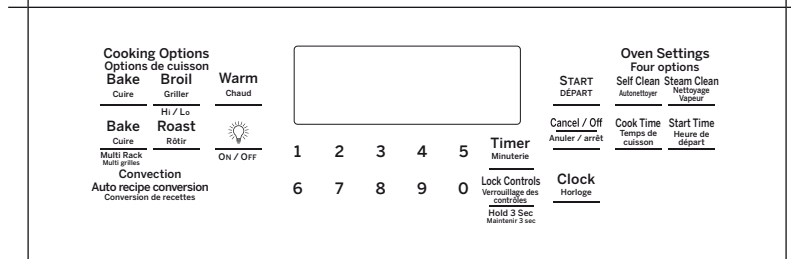 Cooking Options
Options de cuisson
Bake
Cuire
Broil
Griller
Hi / Lo
Warm
Chaud
Bake
Cuire
Multi Rack
Multi grilles
Roast
Rôtir
ON / OFF
Convection
Auto recipe conversion
Conversion de recettes
1 2 3 4 5
6 7 8 9 0
Timer
Minuterie
Lock Controls
Verrouillage des
contrôles
Hold 3 Sec
Maintenir 3 sec
START
DÉPART
Cancel / Off
Anuler / arrêt
Clock
Horloge
Oven Settings
Four options
Self Clean
Autonettoyer
Steam Clean
Nettoyage
Vapeur
Cook Time
Temps de
cuisson
Start Time
Heure de
départ